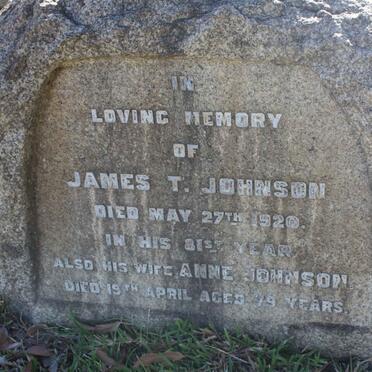 IN
LOVING MEMORY
OF
JAMES T. JOHNSON
DIED MAY 27TH 1920.
IN HIS 81ST YEAR
ALSO HIS WIFE, ANNE JOHNSON
DIED 19TH APRIL AGED 79 YEARS.